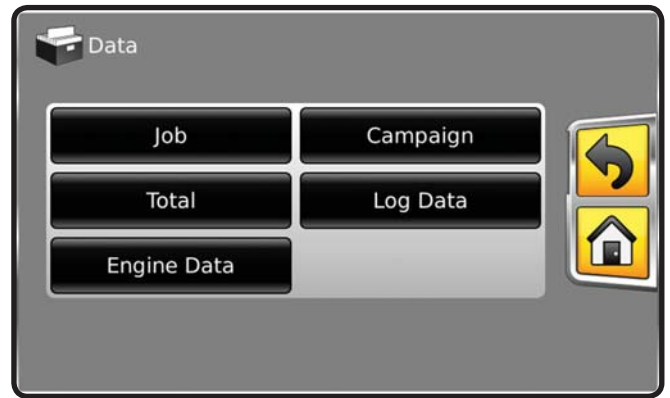 Data
Job
Campaign
Total
Log Data
Engine Data